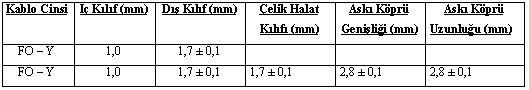 Kablo Cinsi İç Kılıf (mm) Dış Kılıf (mm) Çelik Halat Kılıfı (mm) Askı Köprü Genişliği (mm) Askı Köprü Uzunluğu (mm)
FO – Y 1,0 1,7 ± 0,1
FO – Y 1,0 1,7 ± 0,1 1,7 ± 0,1 2,8 ± 0,1 2,8 ± 0,1